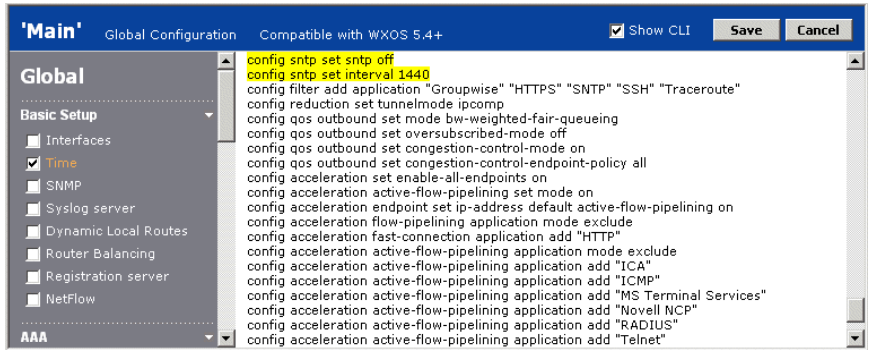 'Main' Global Configuration Compatible with WXOS 5.4+ Show CLI Save Cancel
Global
Basic Setup
Interfaces
Time
SNMP
Syslog server
Dynamic Local Routes
Router Balancing
Registration server
NetFlow
AAA
config sntp set sntp off
config sntp set interval 1440
config filter add application "Groupwise" "HTTPS" "SNTP" "SSH" "Traceroute"
config reduction set tunnelmode ipcomp
config qos outbound set mode bw-weighted-fair-queueing
config qos outbound set oversubscribed-mode off
config qos outbound set congestion-control-mode on
config qos outbound set congestion-control-endpoint-policy all
config acceleration set enable-all-endpoints on
config acceleration active-flow-pipelining set mode on
config acceleration endpoint set ip-address default active-flow-pipelining on
config acceleration flow-pipelining application mode exclude
config acceleration fast-connection application add "HTTP"
config acceleration active-flow-pipelining application mode exclude
config acceleration active-flow-pipelining application add "ICA"
config acceleration active-flow-pipelining application add "ICMP"
config acceleration active-flow-pipelining application add "MS Terminal Services"
config acceleration active-flow-pipelining application add "Novell NCP"
config acceleration active-flow-pipelining application add "RADIUS"
config acceleration active-flow-pipelining application add "Telnet"